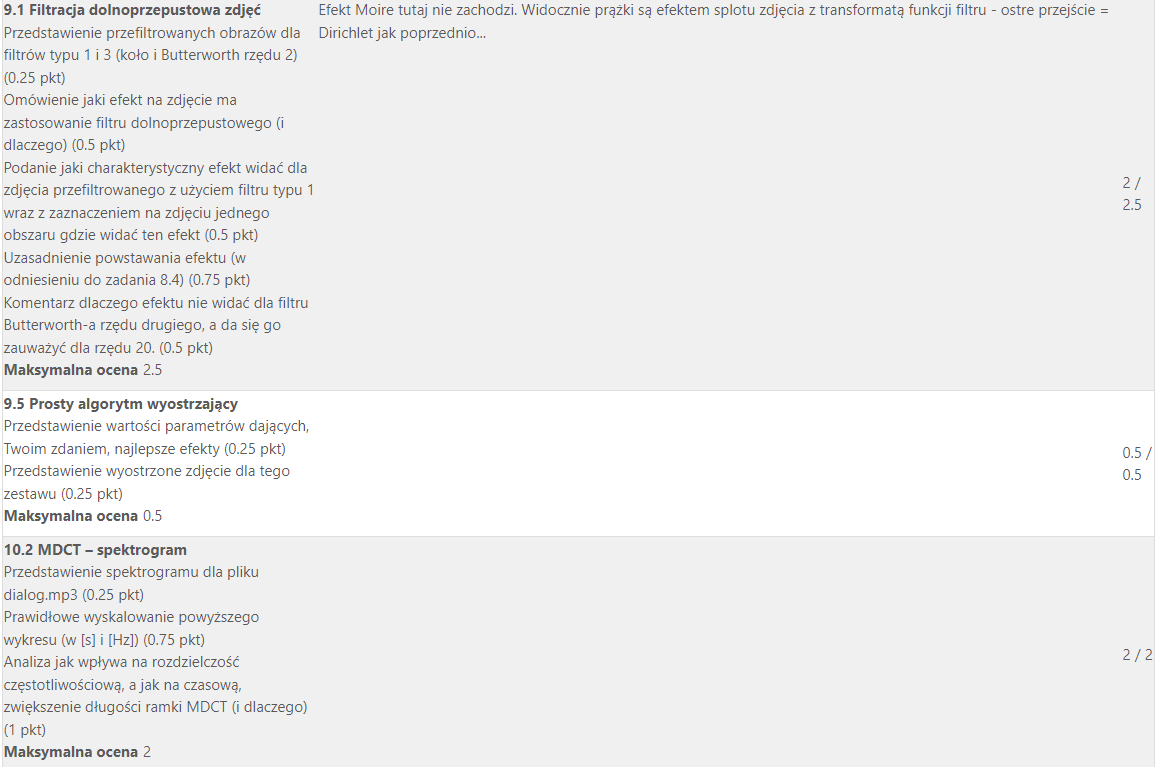 9.1 Filtracja dolnoprzepustowa zdjęć
Przedstawienie przefiltrowanych obrazów dla
filtrów typu 1 i 3 (koło i Butterworth rzędu 2)
(0.25 pkt)
Omówienie jaki efekt na zdjęcie ma
zastosowanie filtru dolnoprzepustowego (i
dlaczego) (0.5 pkt)
Podanie jaki charakterystyczny efekt widać dla
zdjęcia przefiltrowanego z użyciem filtru typu 1
wraz z zaznaczeniem na zdjęciu jednego
obszaru gdzie widać ten efekt (0.5 pkt)
Uzasadnienie powstawania efektu (w
odniesieniu do zadania 8.4) (0.75 pkt)
Komentarz dlaczego efektu nie widać dla filtru
Butterworth-a rzędu drugiego, a da się go
zauważyć dla rzędu 20. (0.5 pkt)
Maksymalna ocena 2.5
Efekt Moire tutaj nie zachodzi. Widocznie prążki są efektem splotu zdjęcia z transformatą funkcji filtru - ostre przejście =
Dirichlet jak poprzednio...
2 /
2.5
9.5 Prosty algorytm wyostrzający
Przedstawienie wartości parametrów dających,
Twoim zdaniem, najlepsze efekty (0.25 pkt)
Przedstawienie wyostrzone zdjęcie dla tego
zestawu (0.25 pkt)
Maksymalna ocena 0.5
0.5 /
0.5
10.2 MDCT – spektrogram
Przedstawienie spektrogramu dla pliku
dialog.mp3 (0.25 pkt)
Prawidłowe wyskalowanie powyższego
wykresu (w [s] i [Hz]) (0.75 pkt)
Analiza jak wpływa na rozdzielczość
częstotliwościową, a jak na czasową,
zwiększenie długości ramki MDCT (i dlaczego)
(1 pkt)
Maksymalna ocena 2
2 / 2